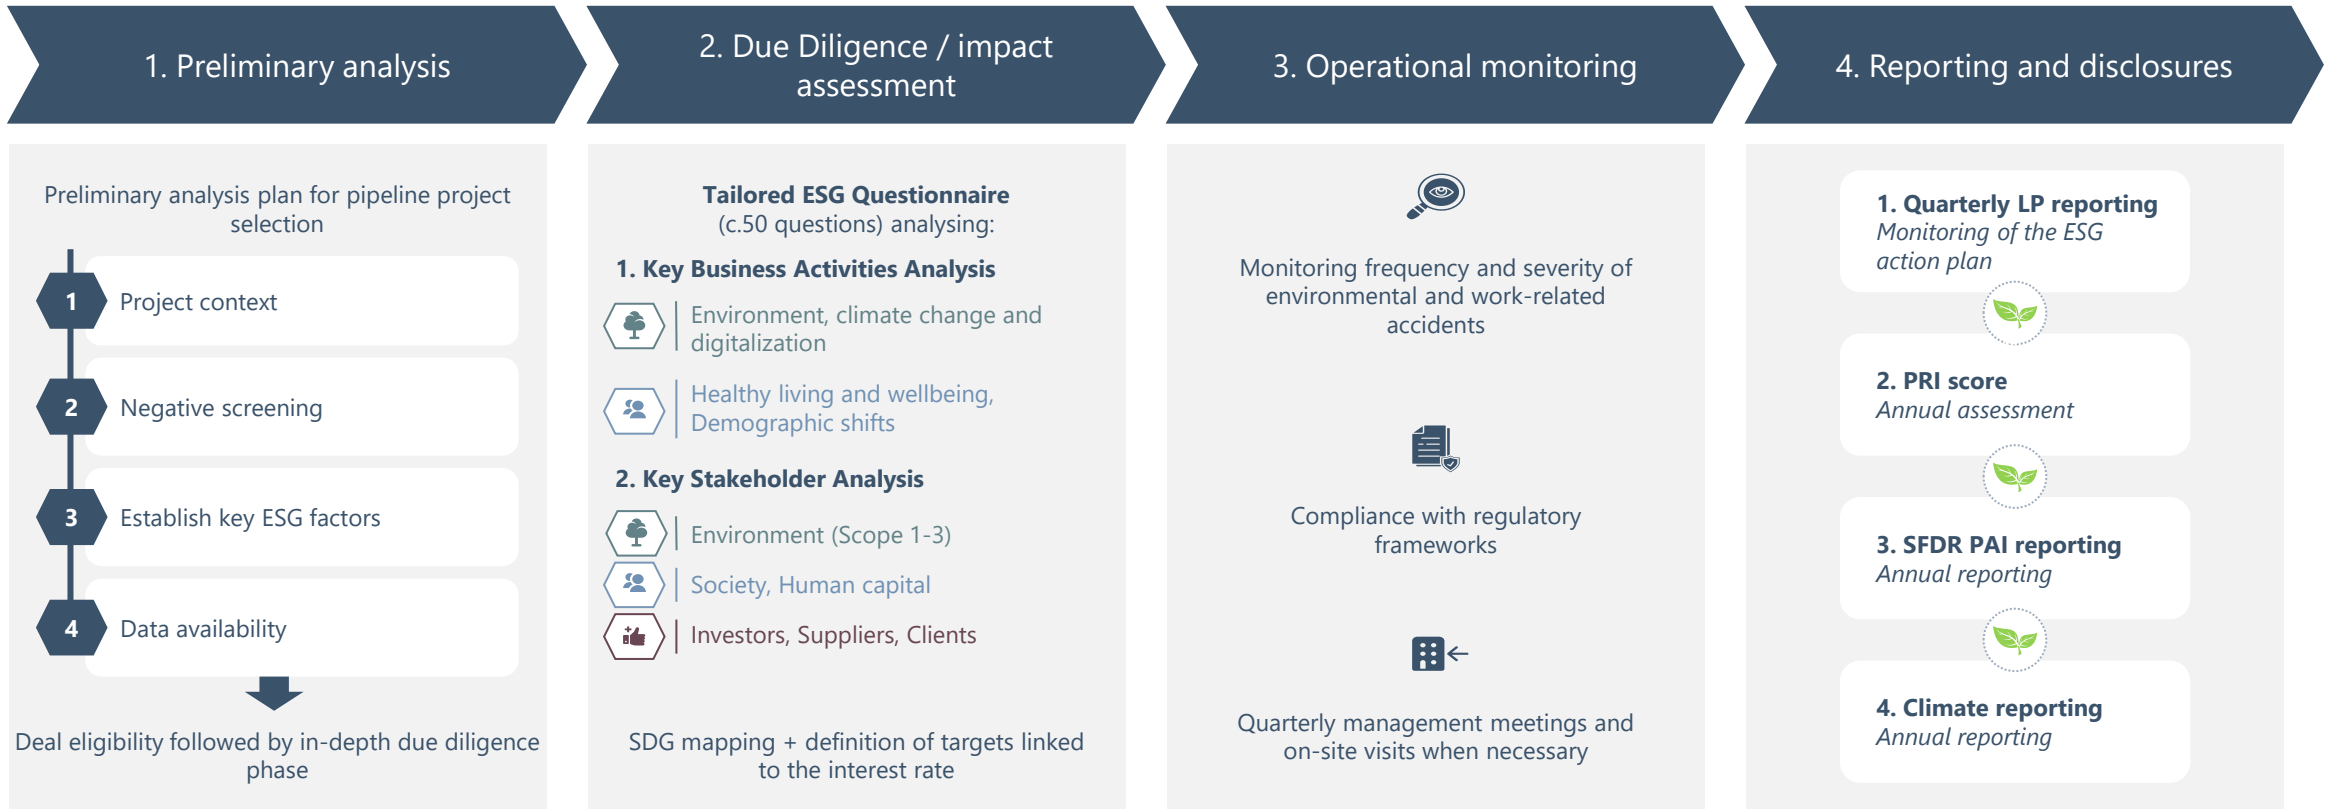 1. Preliminary analysis
2. Due Diligence / impact
assessment
3. Operational monitoring
4. Reporting and disclosures
Preliminary analysis plan for pipeline project
selection
1
Project context
2
Negative screening
3
Establish key ESG factors
4
Data availability
Deal eligibility followed by in-depth due diligence
phase
Tailored ESG Questionnaire
(c.50 questions) analysing:
1. Key Business Activities Analysis
Environment, climate change and
digitalization
Healthy living and wellbeing,
Demographic shifts
2. Key Stakeholder Analysis
Environment (Scope 1-3)
Society, Human capital
Investors, Suppliers, Clients
SDG mapping + definition of targets linked
to the interest rate
Monitoring frequency and severity of
environmental and work-related
accidents
Compliance with regulatory
frameworks
Quarterly management meetings and
on-site visits when necessary
1. Quarterly LP reporting
Monitoring of the ESG
action plan
2. PRI score
Annual assessment
3. SFDR PAI reporting
Annual reporting
4. Climate reporting
Annual reporting